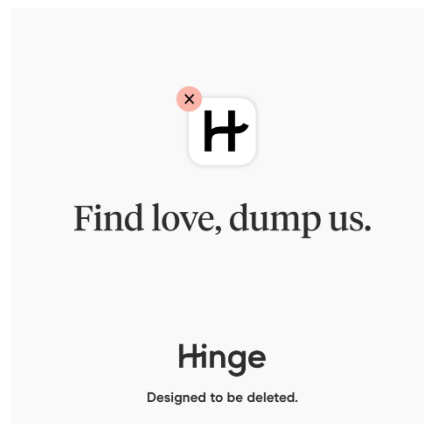 x
H
Find love, dump us.
Hinge
Designed to be deleted.